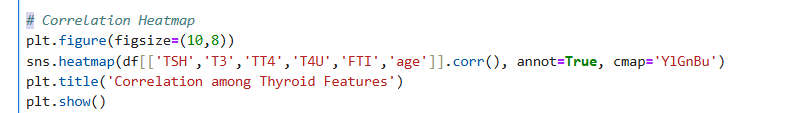 # Correlation Heatmap
plt.figure(figsize=(10,8))
sns.heatmap(df[['TSH','T3','TT4','T4U','FTI','age']].corr(), annot=True, cmap='YlGnBu')
plt.title('Correlation among Thyroid Features')
plt.show()